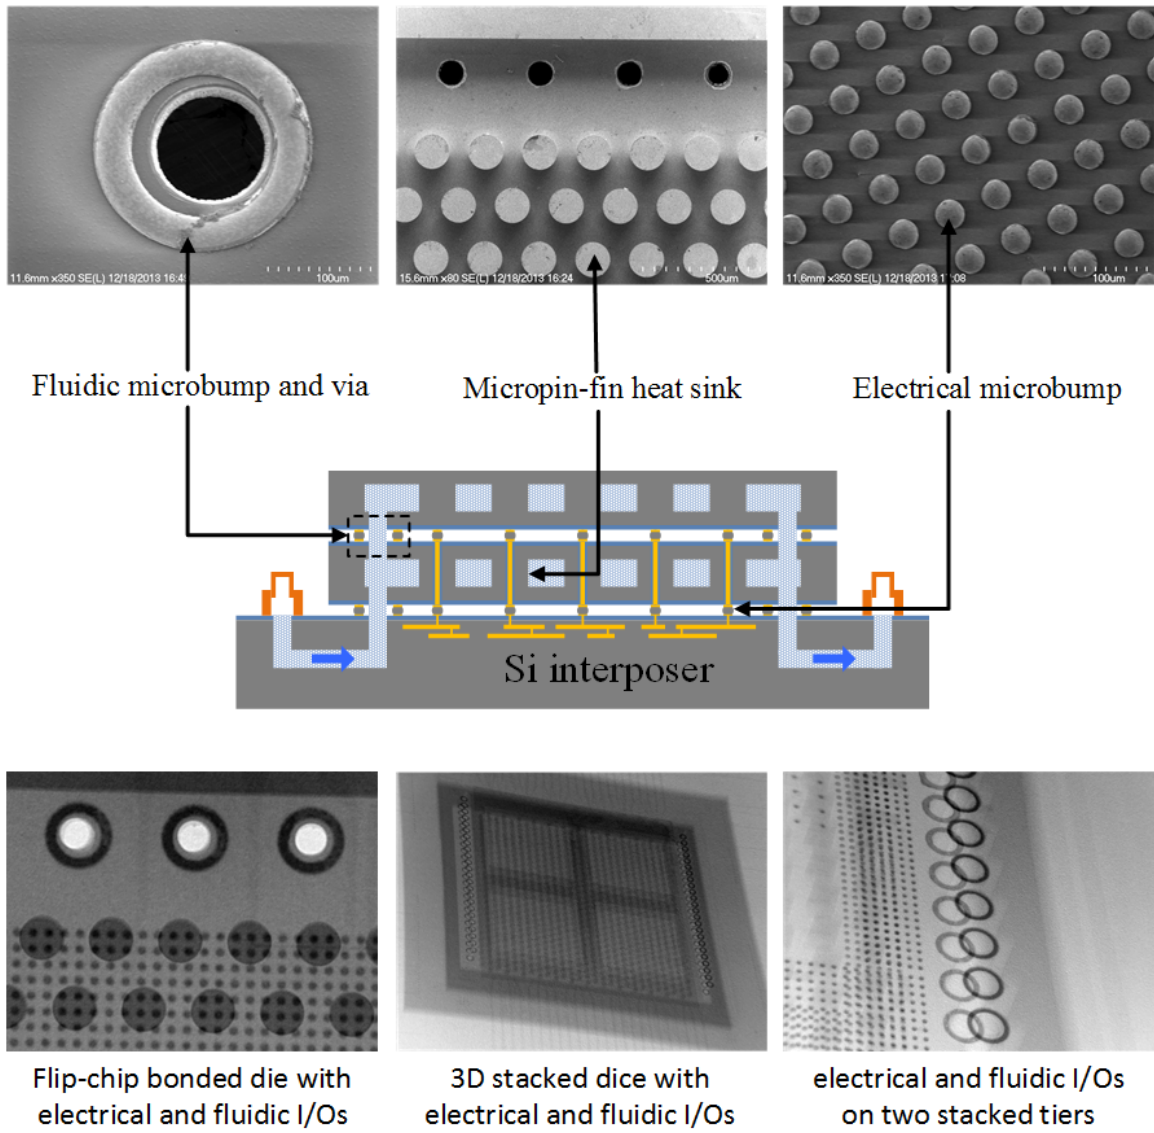 11.6mm x350 SE(L) 12/18/2013 16:4
100um
15.6mm x80 SE(L) 12/18/2013 16:24
500um
11.6mm x350 SE(L) 12/18/2013 :08
100um
Fluidic microbump and via
Micropin-fin heat sink
Electrical microbump
Si interposer
Flip-chip bonded die with
electrical and fluidic I/Os
3D stacked dice with
electrical and fluidic I/Os
electrical and fluidic I/Os
on two stacked tiers